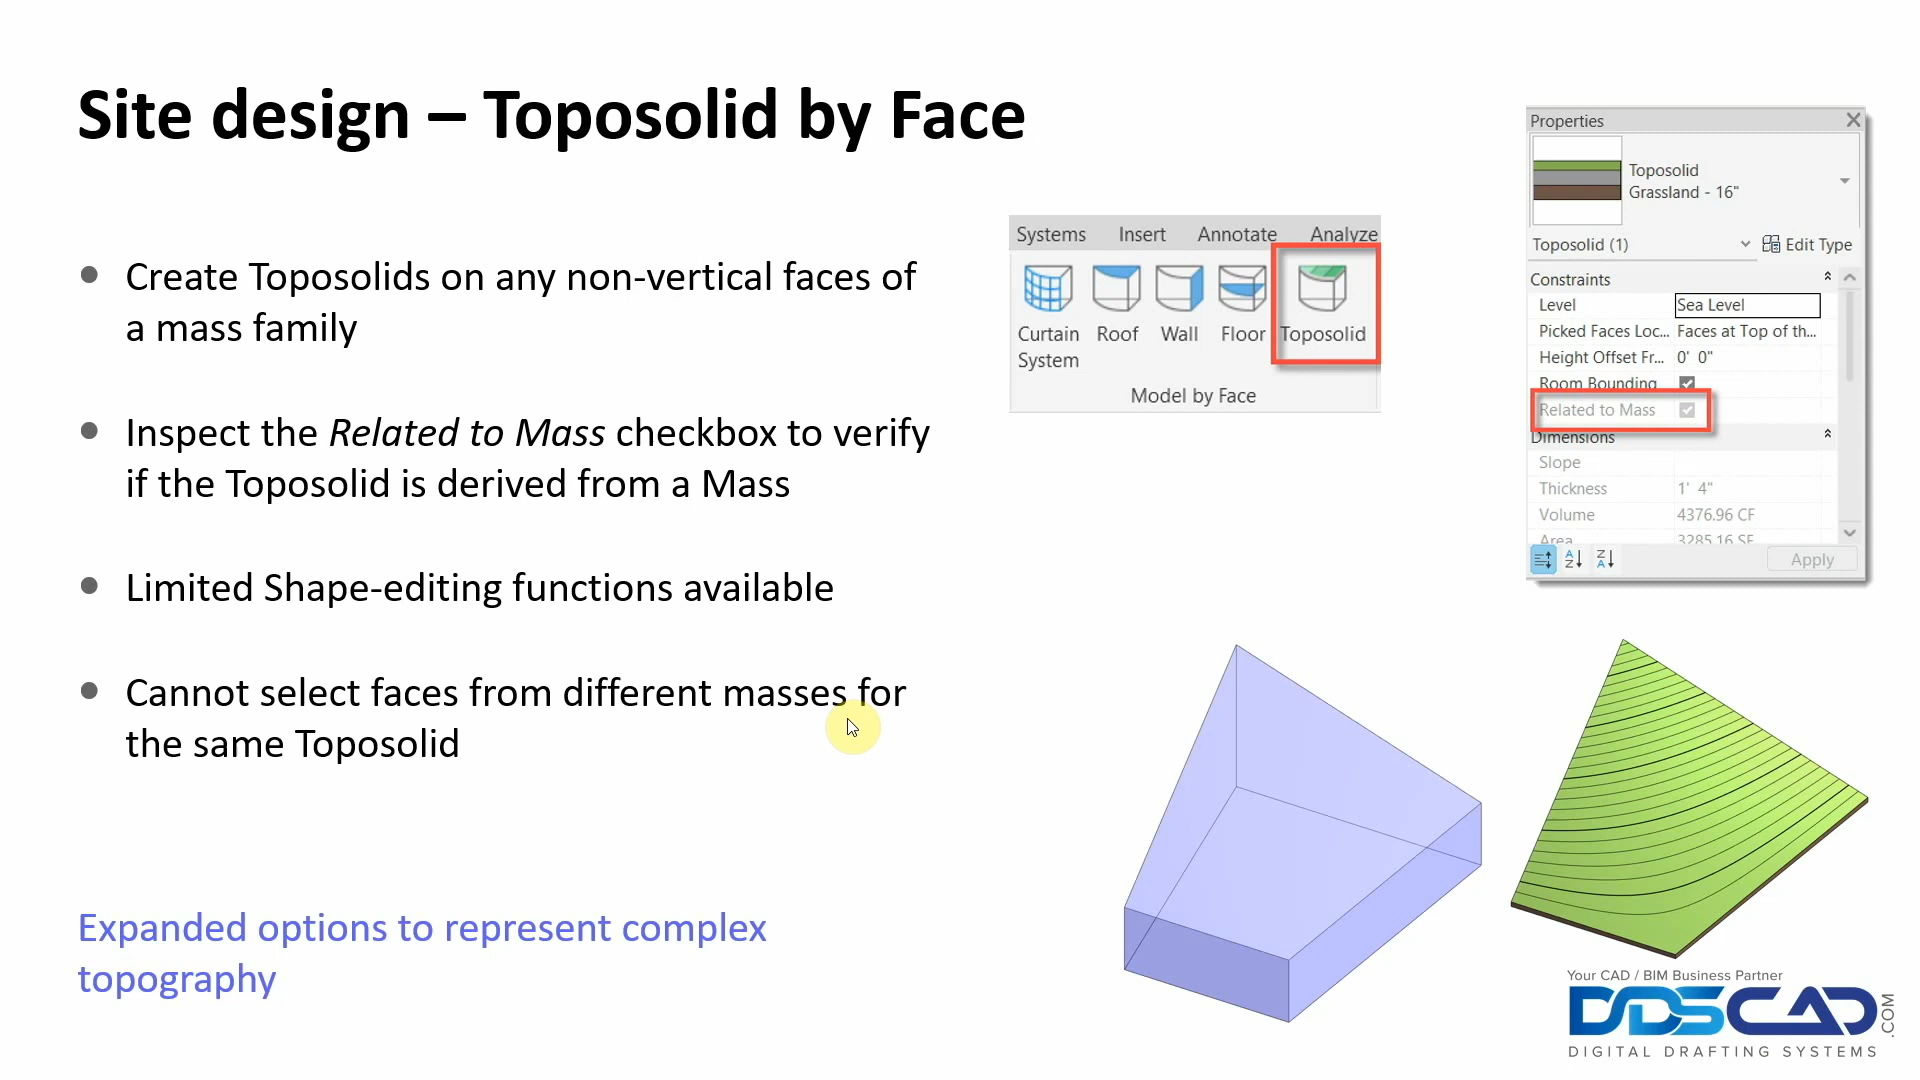 Site design – Toposolid by Face
Create Toposolids on any non-vertical faces of
a mass family
Inspect the Related to Mass checkbox to verify
if the Toposolid is derived from a Mass
Limited Shape-editing functions available
Cannot select faces from different masses for
the same Toposolid
Expanded options to represent complex
topography
Systems Insert Annotate Analyze
Curtain System Roof Wall Floor Toposolid
Model by Face
Properties
Toposolid
Grassland - 16"
Toposolid (1) Edit Type
Constraints
Level Sea Level
Picked Faces Loc... Faces at Top of th...
Height Offset Fr... 0' 0"
Room Bounding
Related to Mass
Dimensions
Slope
Thickness 1' 4"
Volume 4376.96 CF
Area 3285.16 SF
Apply
Your CAD / BIM Business Partner
DDSCAD.COM
DIGITAL DRAFTING SYSTEMS